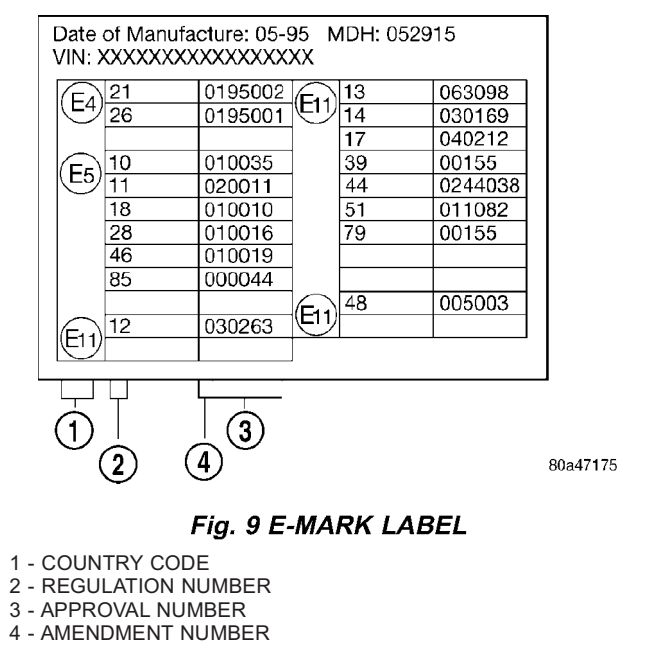 Date of Manufacture: 05-95 MDH: 052915
VIN: XXXXXXXXXXXXXXXXX
E4 21 0195002 E11 13 063098
26 0195001 14 030169
17 040212
E5 10 010035 39 00155
11 020011 44 0244038
18 010010 51 011082
28 010016 79 00155
46 010019
85 000044
E11 48 005003
E11 12 030263
1 2 4 3
80a47175
Fig. 9 E-MARK LABEL
1 - COUNTRY CODE
2 - REGULATION NUMBER
3 - APPROVAL NUMBER
4 - AMENDMENT NUMBER